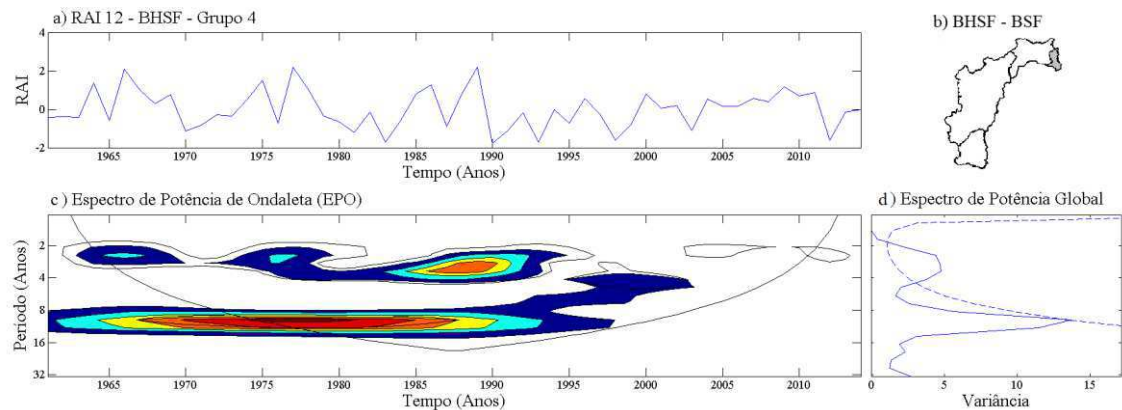 a) RAI 12 - BHSF - Grupo 4
b) BHSF - BSF
RAI
4
2
0
-2
1965 1970 1975 1980 1985 1990 1995 2000 2005 2010
Tempo (Anos)
c) Espectro de Potência de Ondaleta (EPO)
d) Espectro de Potência Global
Período (Anos)
2
4
8
16
32
1965 1970 1975 1980 1985 1990 1995 2000 2005 2010
Tempo (Anos)
0 5 10 15
Variância